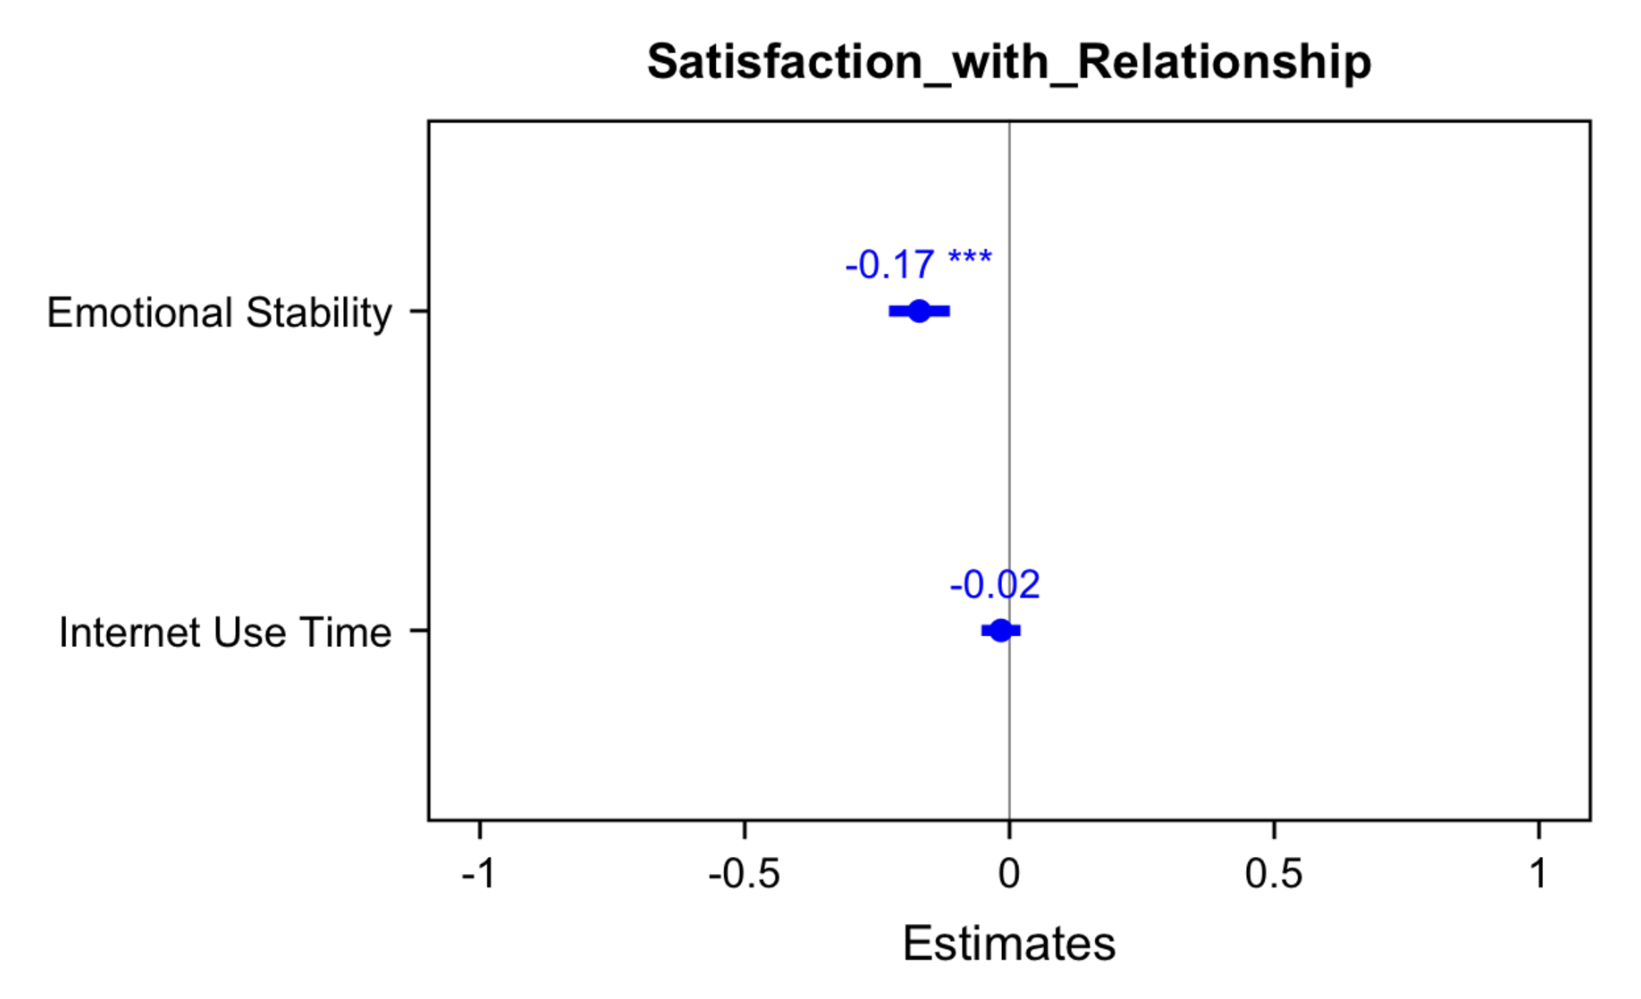 Satisfaction_with_Relationship
-0.17 ***
Emotional Stability
-0.02
Internet Use Time
-1 -0.5 0 0.5 1
Estimates